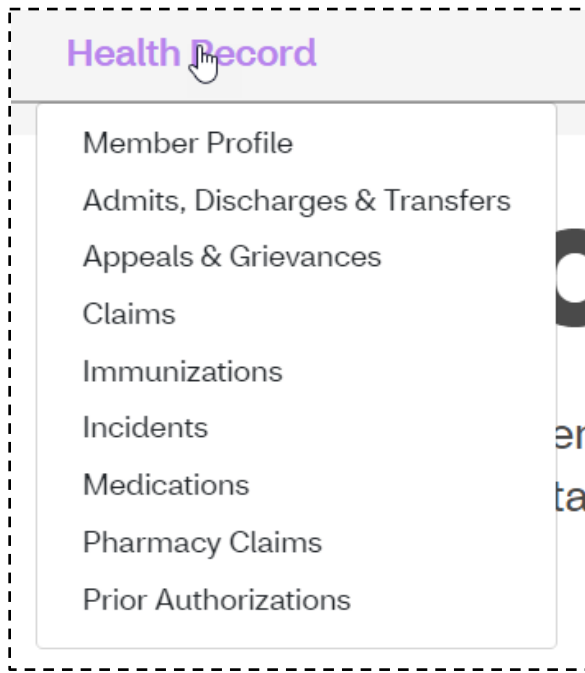 Health Record
Member Profile
Admits, Discharges & Transfers
Appeals & Grievances
Claims
Immunizations
Incidents
Medications
Pharmacy Claims
Prior Authorizations